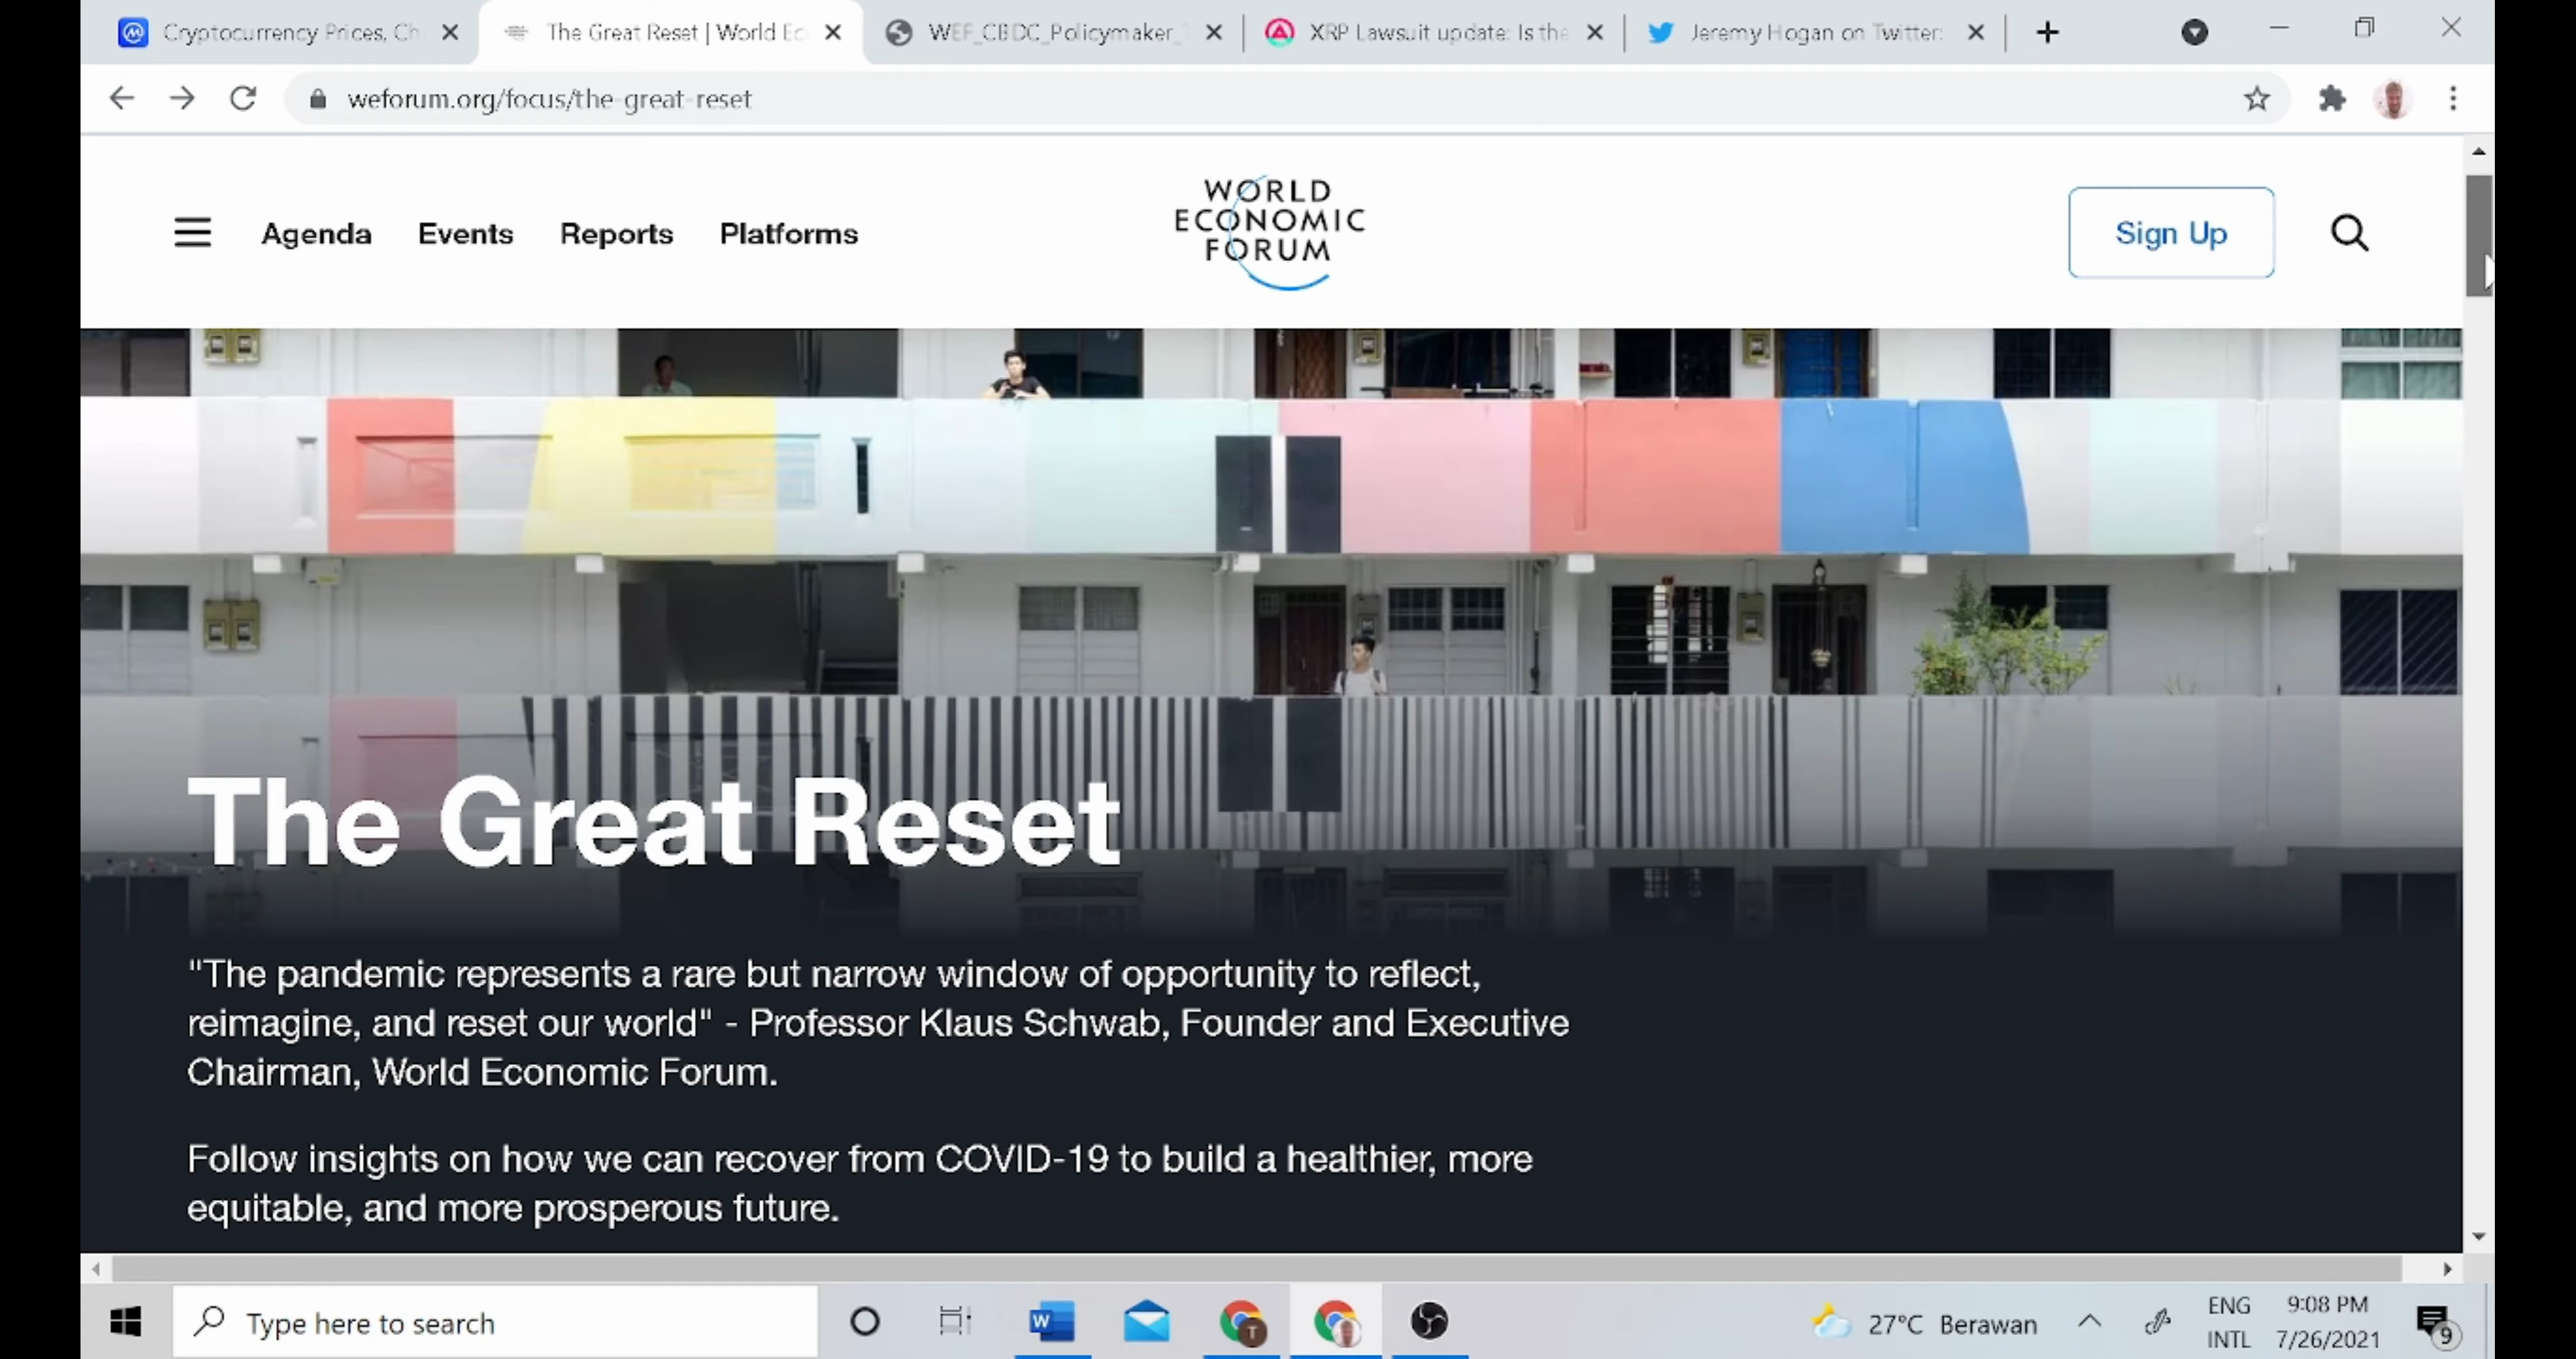 Cryptocurrency Prices, Ch
The Great Reset | World Ec
WEF_CBDC_Policymaker_
XRP Lawsuit update: Is the
Jeremy Hogan on Twitter:
weforum.org/focus/the-great-reset
Agenda Events Reports Platforms
WORLD
ECONOMIC
FORUM
Sign Up
The Great Reset
"The pandemic represents a rare but narrow window of opportunity to reflect,
reimagine, and reset our world" - Professor Klaus Schwab, Founder and Executive
Chairman, World Economic Forum.
Follow insights on how we can recover from COVID-19 to build a healthier, more
equitable, and more prosperous future.
Type here to search
W
T
27°C Berawan
ENG
INTL
9:08 PM
7/26/2021
9